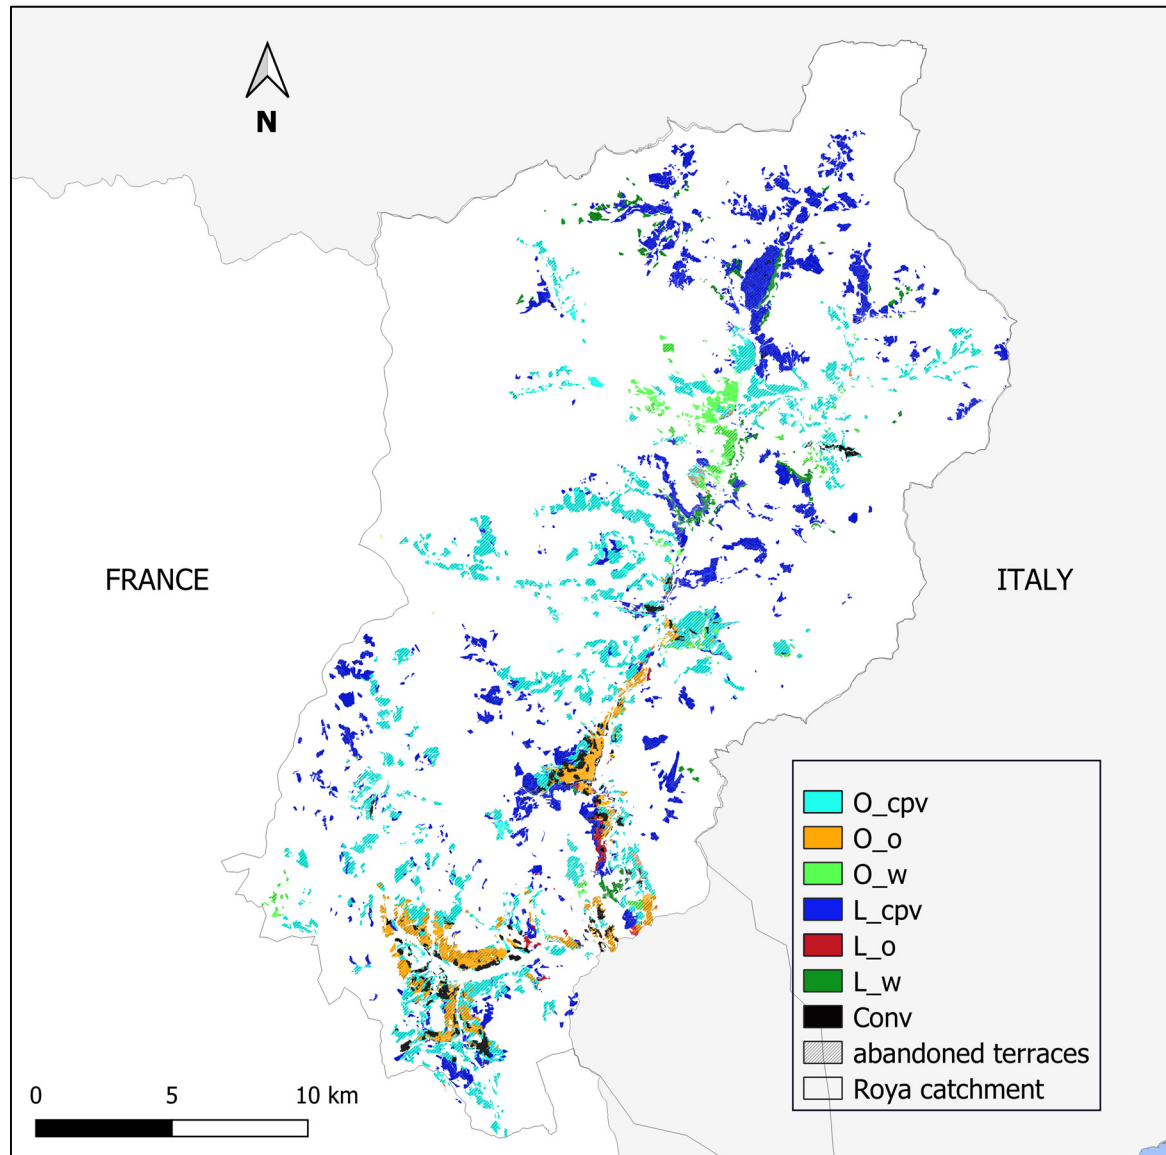 N
FRANCE
ITALY
O_cpv
O_o
O_w
L_cpv
L_o
L_w
Conv
abandoned terraces
Roya catchment
0 5 10 km